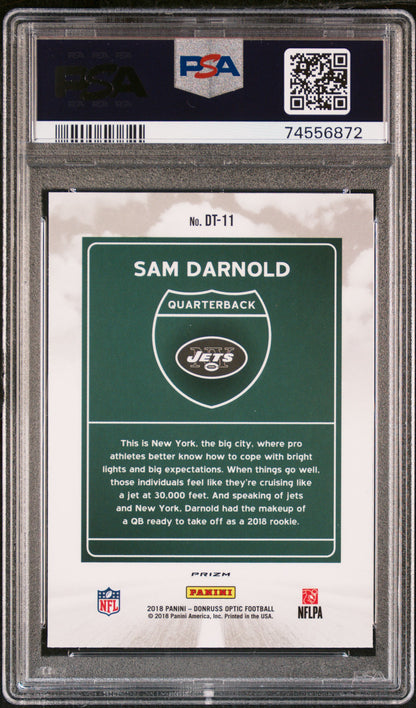 PSA
PSA
74556872
No. DT-11
SAM DARNOLD
QUARTERBACK
NY
JETS
This is New York, the big city, where pro
athletes better know how to cope with bright
lights and big expectations. When things go well,
those individuals feel like they're cruising like
a jet at 30,000 feet. And speaking of jets
and New York, Darnold had the makeup of
a QB ready to take off as a 2018 rookie.
PRIZM
NFL
PANINI
NFLPA
2018 PANINI – DONRUSS OPTIC FOOTBALL
© 2018 Panini America, Inc. Printed in the USA.